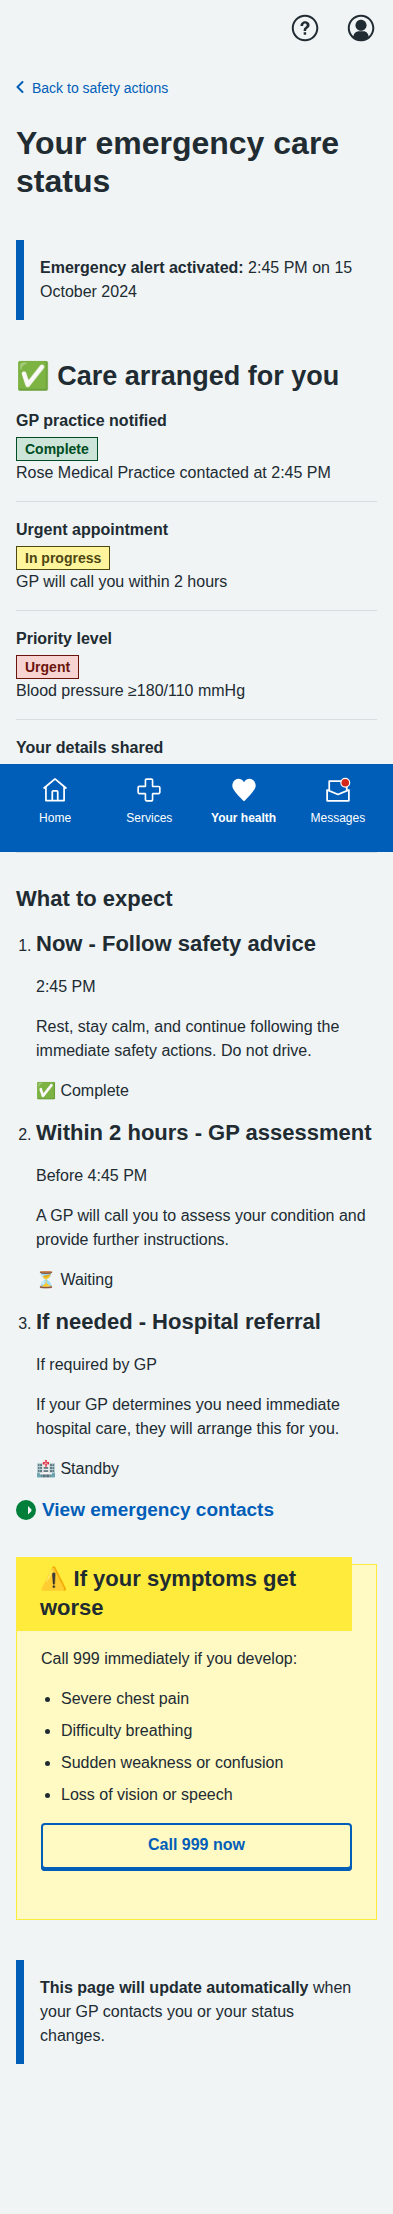 Back to safety actions
Your emergency care
status
Emergency alert activated: 2:45 PM on 15
October 2024
✅ Care arranged for you
GP practice notified
Complete
Rose Medical Practice contacted at 2:45 PM
Urgent appointment
In progress
GP will call you within 2 hours
Priority level
Urgent
Blood pressure ≥180/110 mmHg
Your details shared
Home
Services
Your health
Messages
What to expect
1. Now - Follow safety advice
2:45 PM
Rest, stay calm, and continue following the
immediate safety actions. Do not drive.
✅ Complete
2. Within 2 hours - GP assessment
Before 4:45 PM
A GP will call you to assess your condition and
provide further instructions.
⏳ Waiting
3. If needed - Hospital referral
If required by GP
If your GP determines you need immediate
hospital care, they will arrange this for you.
🏥 Standby
View emergency contacts
⚠️ If your symptoms get
worse
Call 999 immediately if you develop:
• Severe chest pain
• Difficulty breathing
• Sudden weakness or confusion
• Loss of vision or speech
Call 999 now
This page will update automatically when
your GP contacts you or your status
changes.